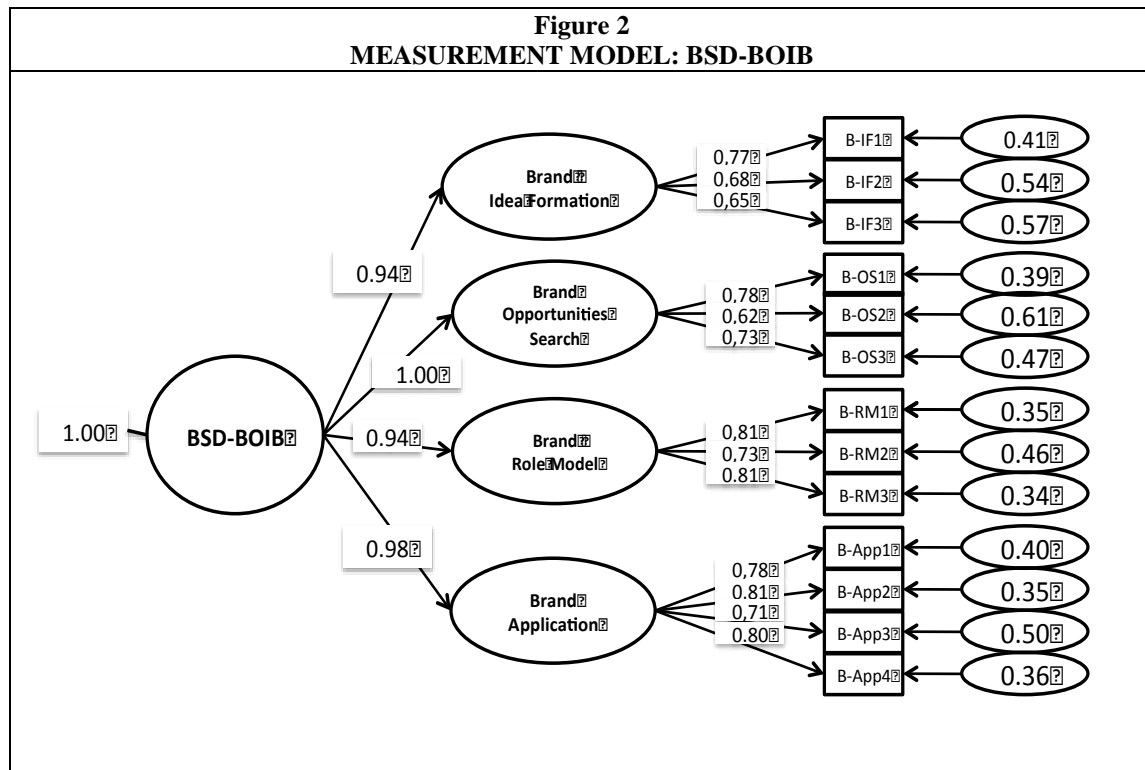 Figure 2
MEASUREMENT MODEL: BSD-BOIB
1.00
BSD-BOIB
0.94
1.00
0.94
0.98
Brand
Idea Formation
0,77
0,68
0,65
B-IF1
0.41
B-IF2
0.54
B-IF3
0.57
Brand
Opportunities
Search
0,78
0,62
0,73
B-OS1
0.39
B-OS2
0.61
B-OS3
0.47
Brand
Role Model
0,81
0,73
0.81
B-RM1
0.35
B-RM2
0.46
B-RM3
0.34
Brand
Application
0,78
0.81
0,71
0.80
B-App1
0.40
B-App2
0.35
B-App3
0.50
B-App4
0.36